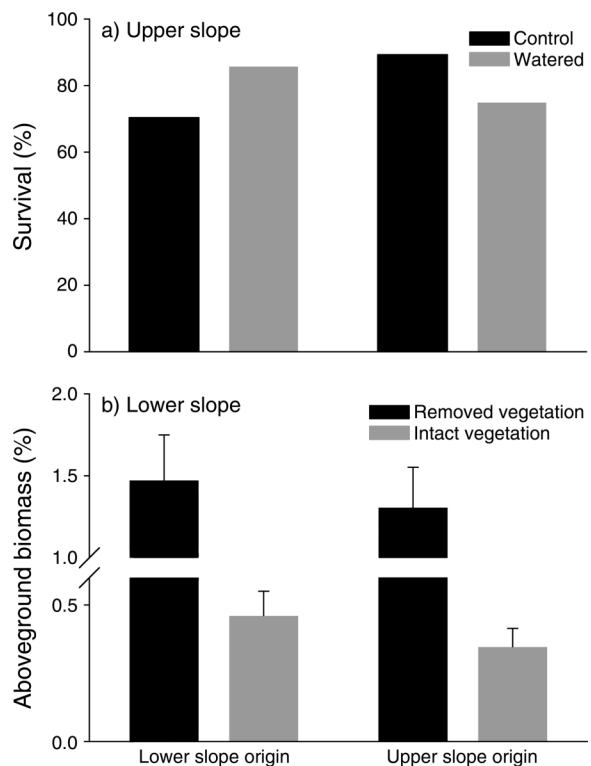 a) Upper slope
Control
Watered
100
80
60
40
20
0
Survival (%)
b) Lower slope
Removed vegetation
Intact vegetation
2.0
1.5
1.0
0.5
0.0
Aboveground biomass (%)
Lower slope origin
Upper slope origin